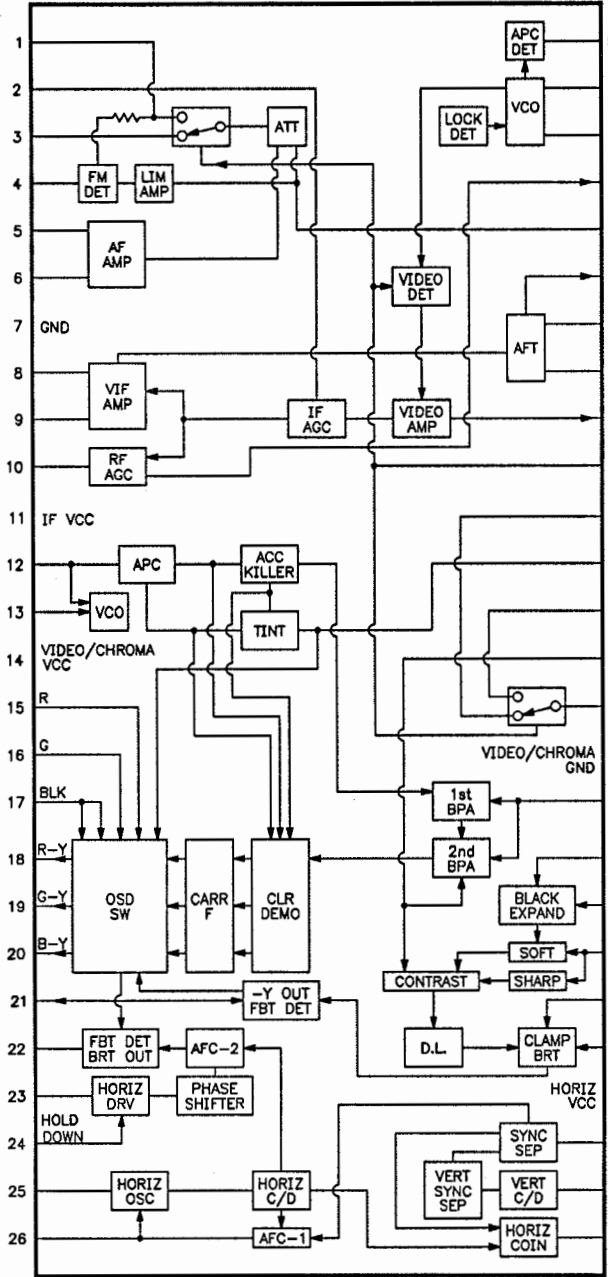 1
APC
DET
2
VCO
ATT
LOCK
DET
3
FM
DET
LIM
AMP
4
5
AF
AMP
6
VIDEO
DET
7
GND
AFT
8
VIF
AMP
9
IF
AGC
VIDEO
AMP
RF
AGC
10
11
IF VCC
12
APC
ACC
KILLER
13
VCO
TINT
VIDEO/CHROMA
VCC
14
15
R
16
G
VIDEO/CHROMA
GND
17
BLK
1st
BPA
18
R-Y
2nd
BPA
19
G-Y
OSD
SW
CARR
F
CLR
DEMO
BLACK
EXPAND
20
B-Y
SOFT
CONTRAST
SHARP
21
-Y OUT
FBT DET
22
FBT DET
BRT OUT
AFC-2
D.L.
CLAMP
BRT
23
HORIZ
DRV
PHASE
SHIFTER
HORIZ
VCC
HOLD
DOWN
24
SYNC
SEP
VERT
SYNC
SEP
VERT
C/D
25
HORIZ
OSC
HORIZ
C/D
26
AFC-1
HORIZ
COIN